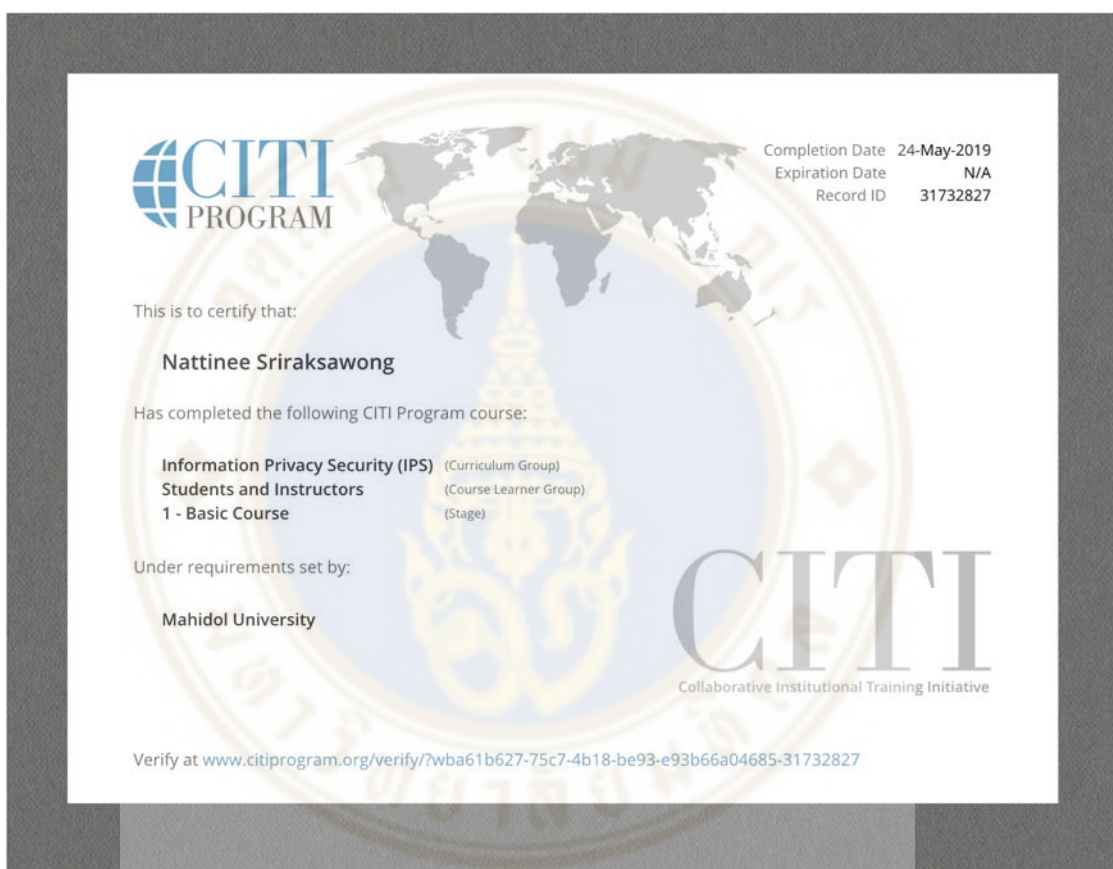 CITI
PROGRAM
Completion Date 24-May-2019
Expiration Date N/A
Record ID 31732827
This is to certify that:
Nattinee Sriraksawong
Has completed the following CITI Program course:
Information Privacy Security (IPS) (Curriculum Group)
Students and Instructors (Course Learner Group)
1 - Basic Course (Stage)
Under requirements set by:
Mahidol University
CITI
Collaborative Institutional Training Initiative
Verify at www.citiprogram.org/verify/?wba61b627-75c7-4b18-be93-e93b66a04685-31732827